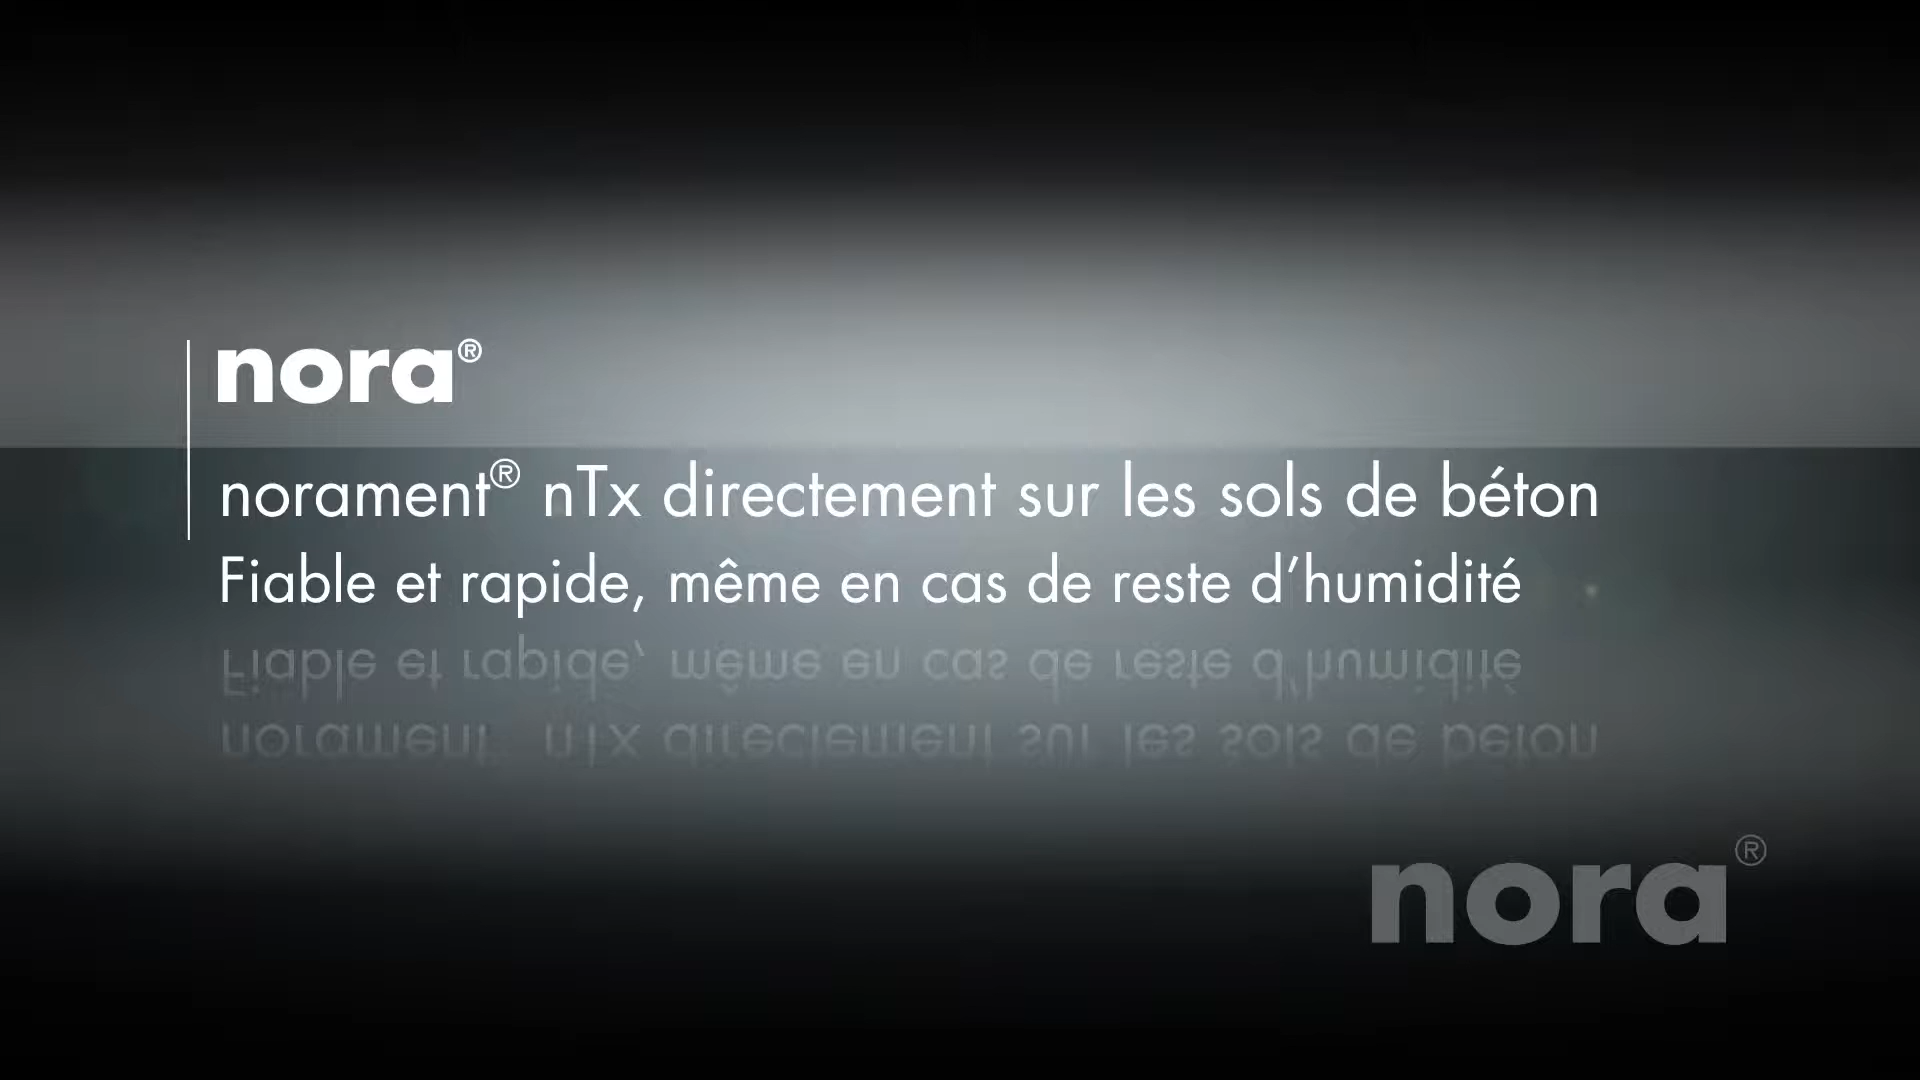 nora®
norament® nTx directement sur les sols de béton
Fiable et rapide, même en cas de reste d’humidité
nora®